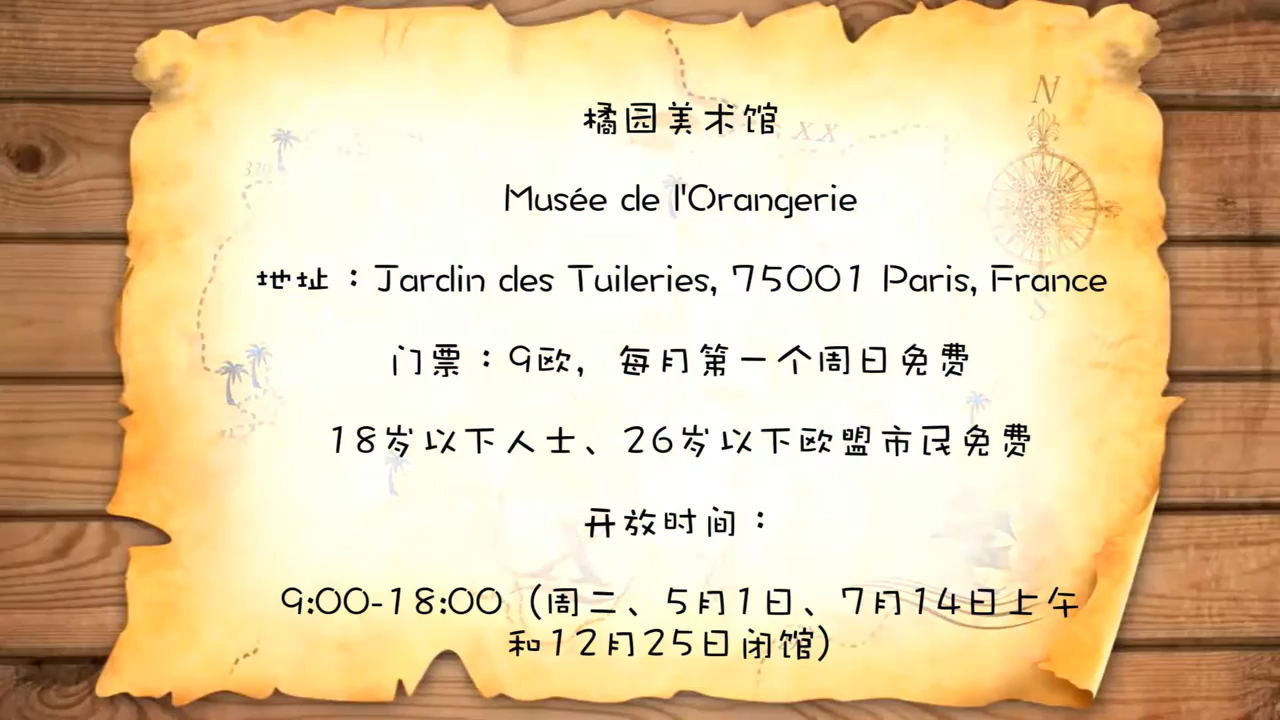 橘园美术馆
Musée de l'Orangerie
地址：Jardin des Tuileries, 75001 Paris, France
门票：9欧，每月第一个周日免费
18岁以下人士、26岁以下欧盟市民免费
开放时间：
9:00-18:00（周二、5月1日、7月14日上午
和12月25日闭馆）
N
XX
330
S